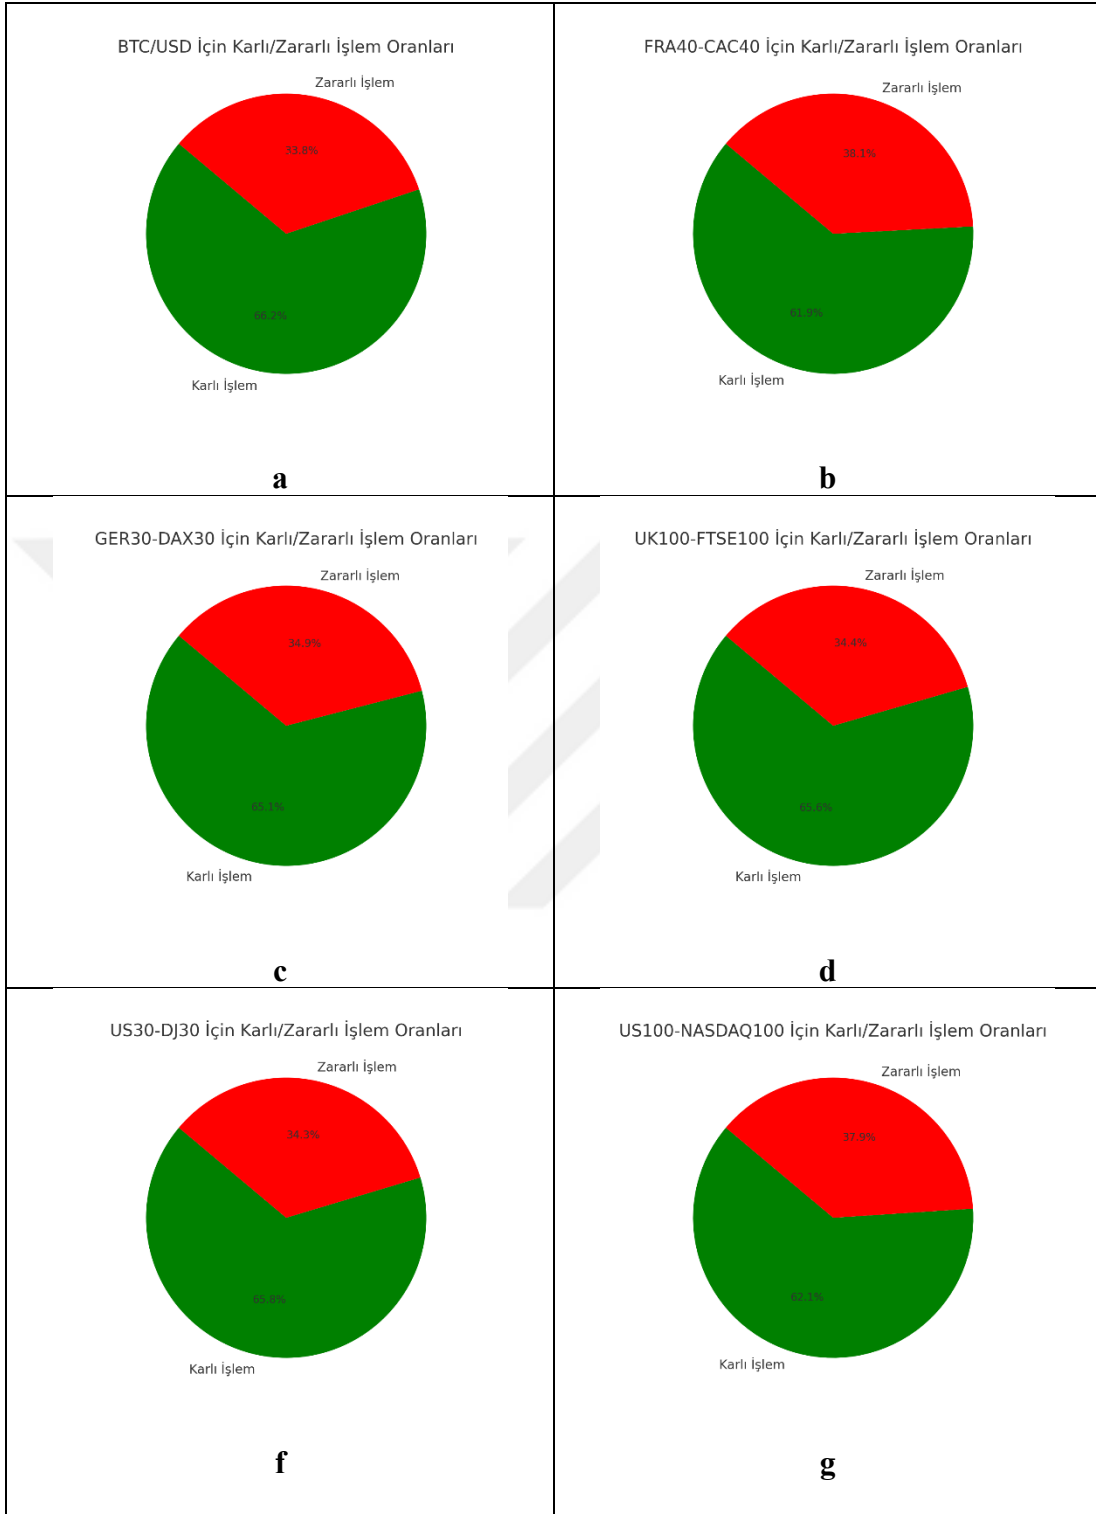 BTC/USD İçin Karlı/Zararlı İşlem Oranları
Zararlı İşlem
33.8%
66.2%
Karlı İşlem
a
FRA40-CAC40 İçin Karlı/Zararlı İşlem Oranları
Zararlı İşlem
38.1%
61.9%
Karlı İşlem
b
GER30-DAX30 İçin Karlı/Zararlı İşlem Oranları
Zararlı İşlem
34.9%
65.1%
Karlı İşlem
c
UK100-FTSE100 İçin Karlı/Zararlı İşlem Oranları
Zararlı İşlem
34.4%
65.6%
Karlı İşlem
d
US30-DJ30 İçin Karlı/Zararlı İşlem Oranları
Zararlı İşlem
34.3%
65.8%
Karlı İşlem
f
US100-NASDAQ100 İçin Karlı/Zararlı İşlem Oranları
Zararlı İşlem
37.9%
62.1%
Karlı İşlem
g